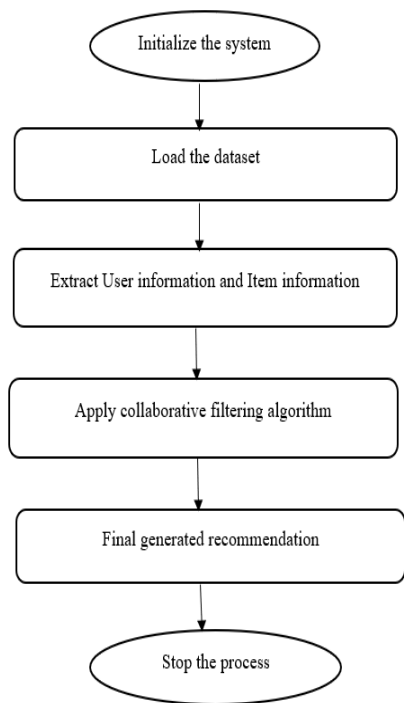 Initialize the system
Load the dataset
Extract User information and Item information
Apply collaborative filtering algorithm
Final generated recommendation
Stop the process